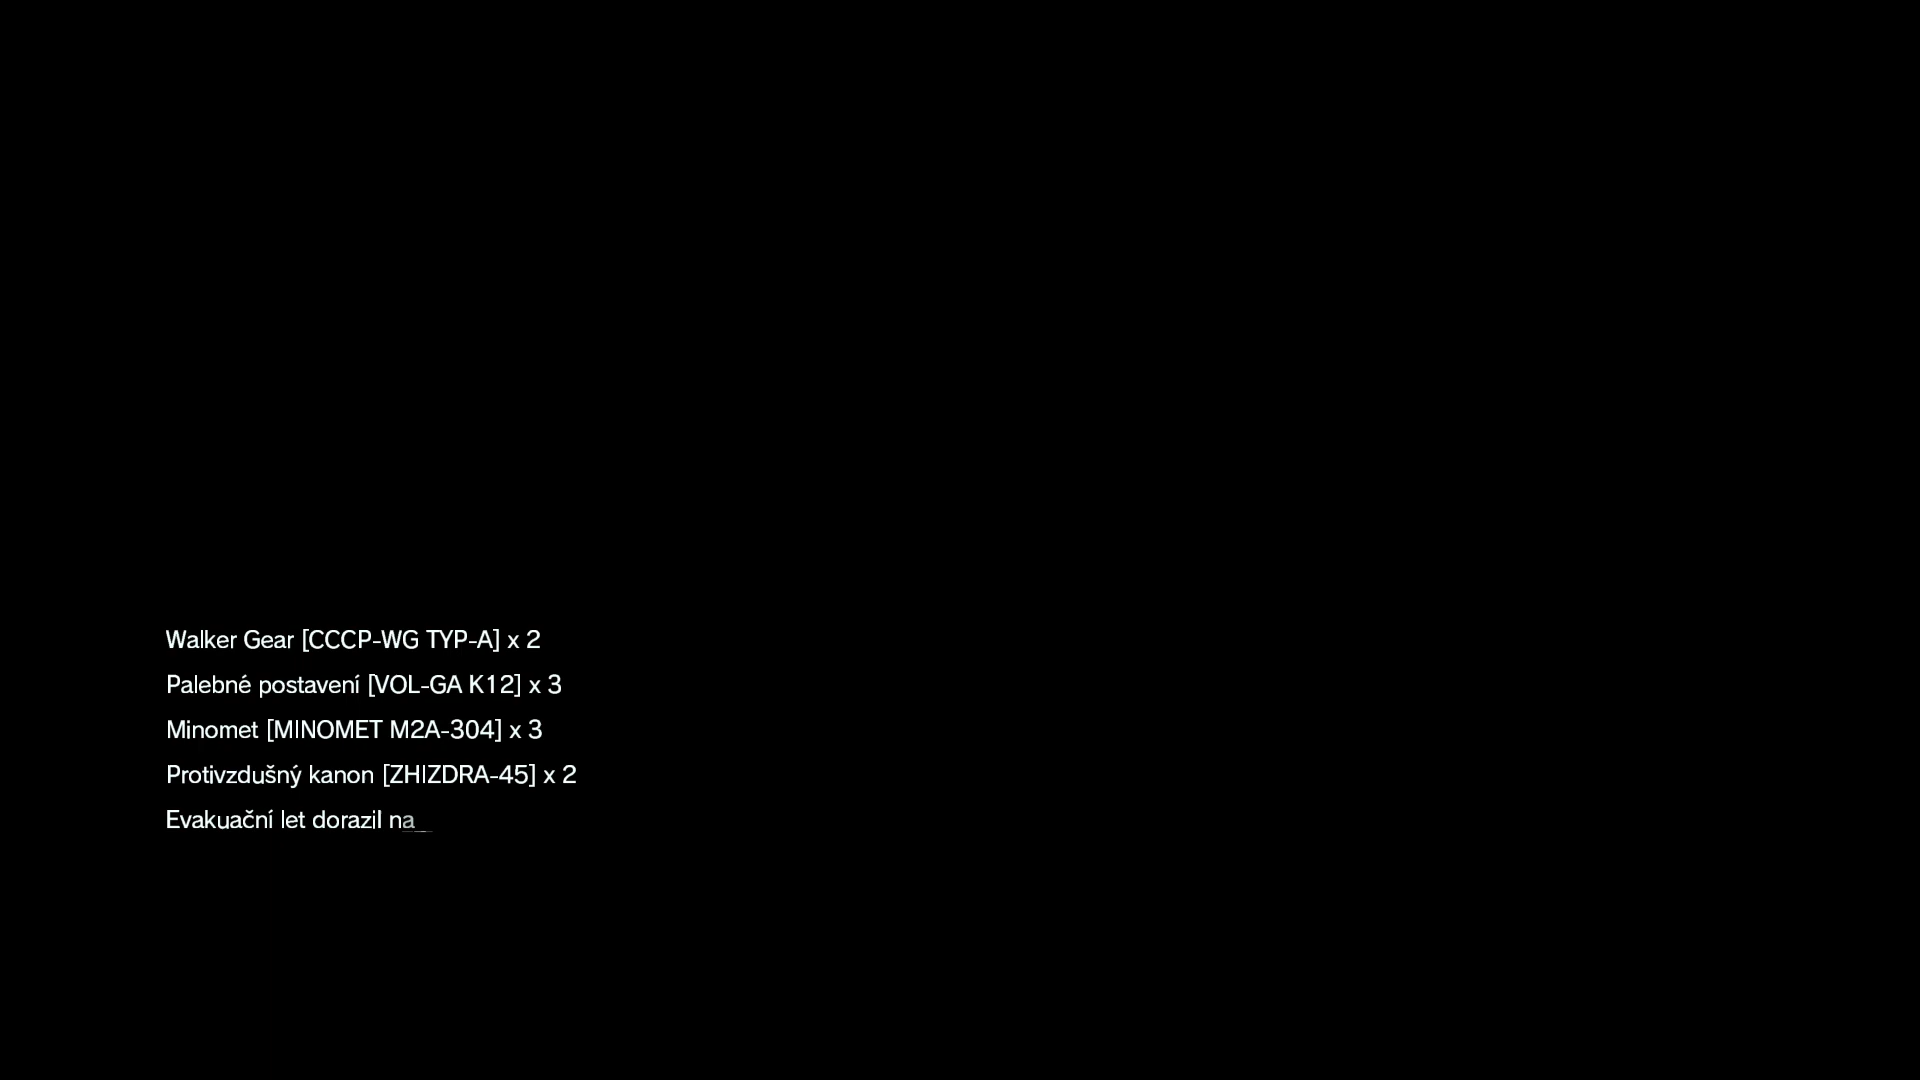 Walker Gear [CCCP-WG TYP-A] x 2
Palebné postavení [VOL-GA K12] x 3
Minomet [MINOMET M2A-304] x 3
Protivzdušný kanon [ZHIZDRA-45] x 2
Evakuační let dorazil na_